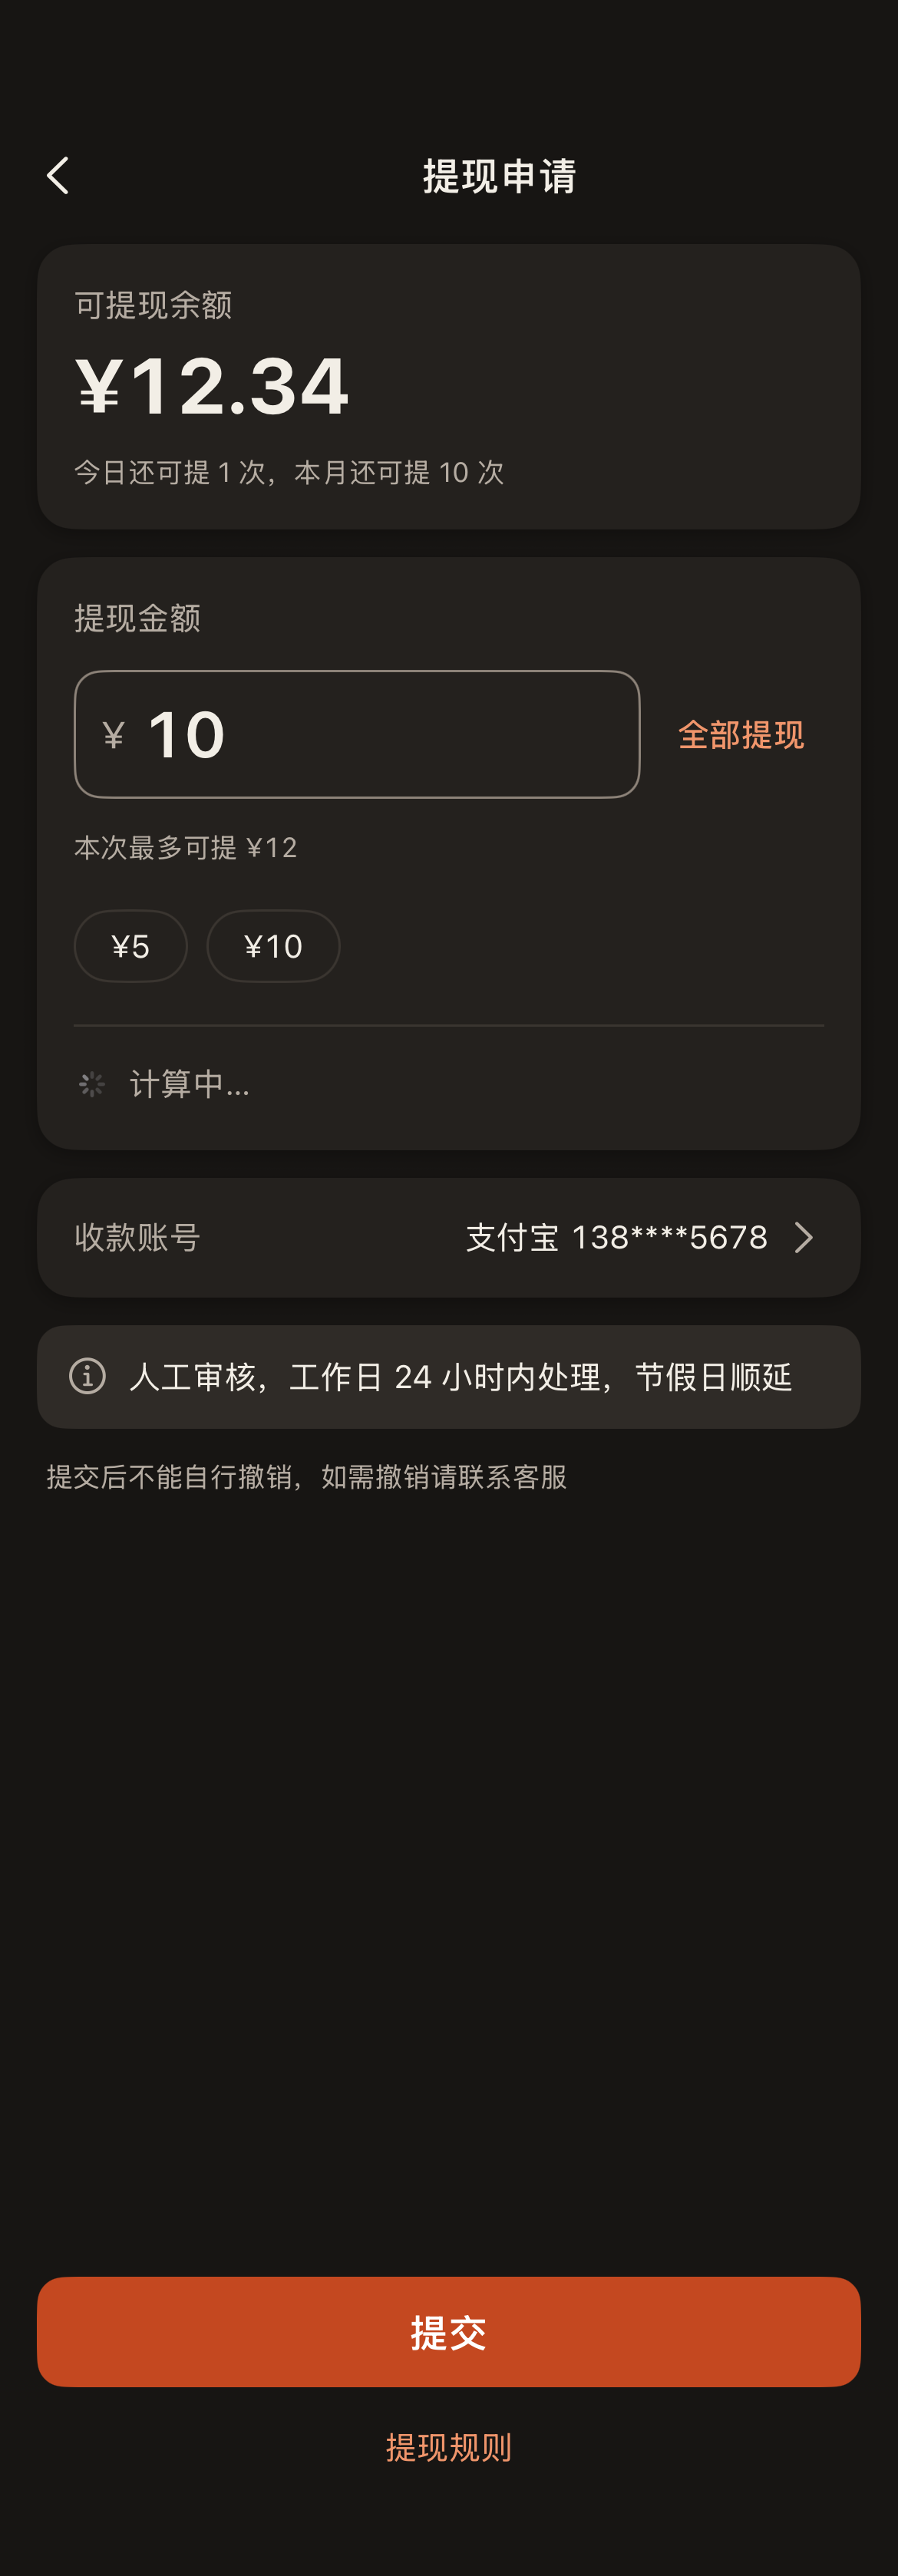 提现申请
可提现余额
¥12.34
今日还可提 1 次，本月还可提 10 次
提现金额
¥ 10
全部提现
本次最多可提 ¥12
¥5
¥10
计算中...
收款账号
支付宝 138****5678
人工审核，工作日 24 小时内处理，节假日顺延
提交后不能自行撤销，如需撤销请联系客服
提交
提现规则